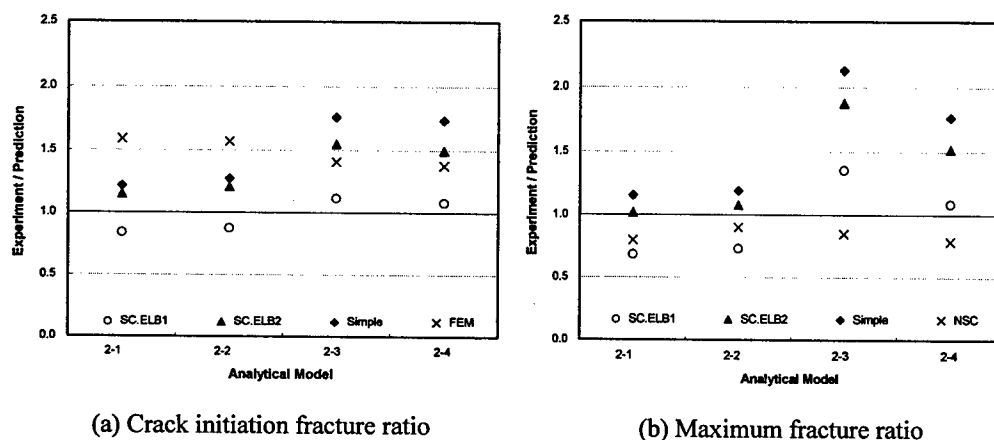 2.5
2.0
1.5
1.0
0.5
0.0
Experiment / Prediction
SC.ELB1 SC.ELB2 Simple FEM
2-1 2-2 2-3 2-4
Analytical Model
(a) Crack initiation fracture ratio
2.5
2.0
1.5
1.0
0.5
0.0
Experiment / Prediction
SC.ELB1 SC.ELB2 Simple NSC
2-1 2-2 2-3 2-4
Analytical Model
(b) Maximum fracture ratio